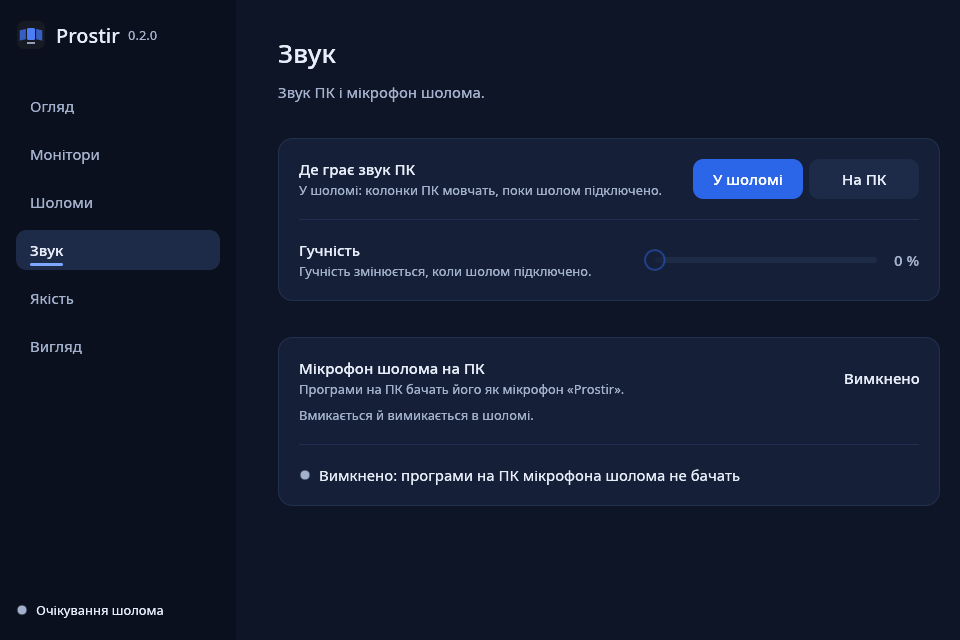 Prostir 0.2.0
Огляд
Монітори
Шоломи
Звук
Якість
Вигляд
Очікування шолома
Звук
Звук ПК і мікрофон шолома.
Де грає звук ПК
У шоломі: колонки ПК мовчать, поки шолом підключено.
У шоломі
На ПК
Гучність
Гучність змінюється, коли шолом підключено.
0 %
Мікрофон шолома на ПК
Програми на ПК бачать його як мікрофон «Prostir».
Вмикається й вимикається в шоломі.
Вимкнено
Вимкнено: програми на ПК мікрофона шолома не бачать